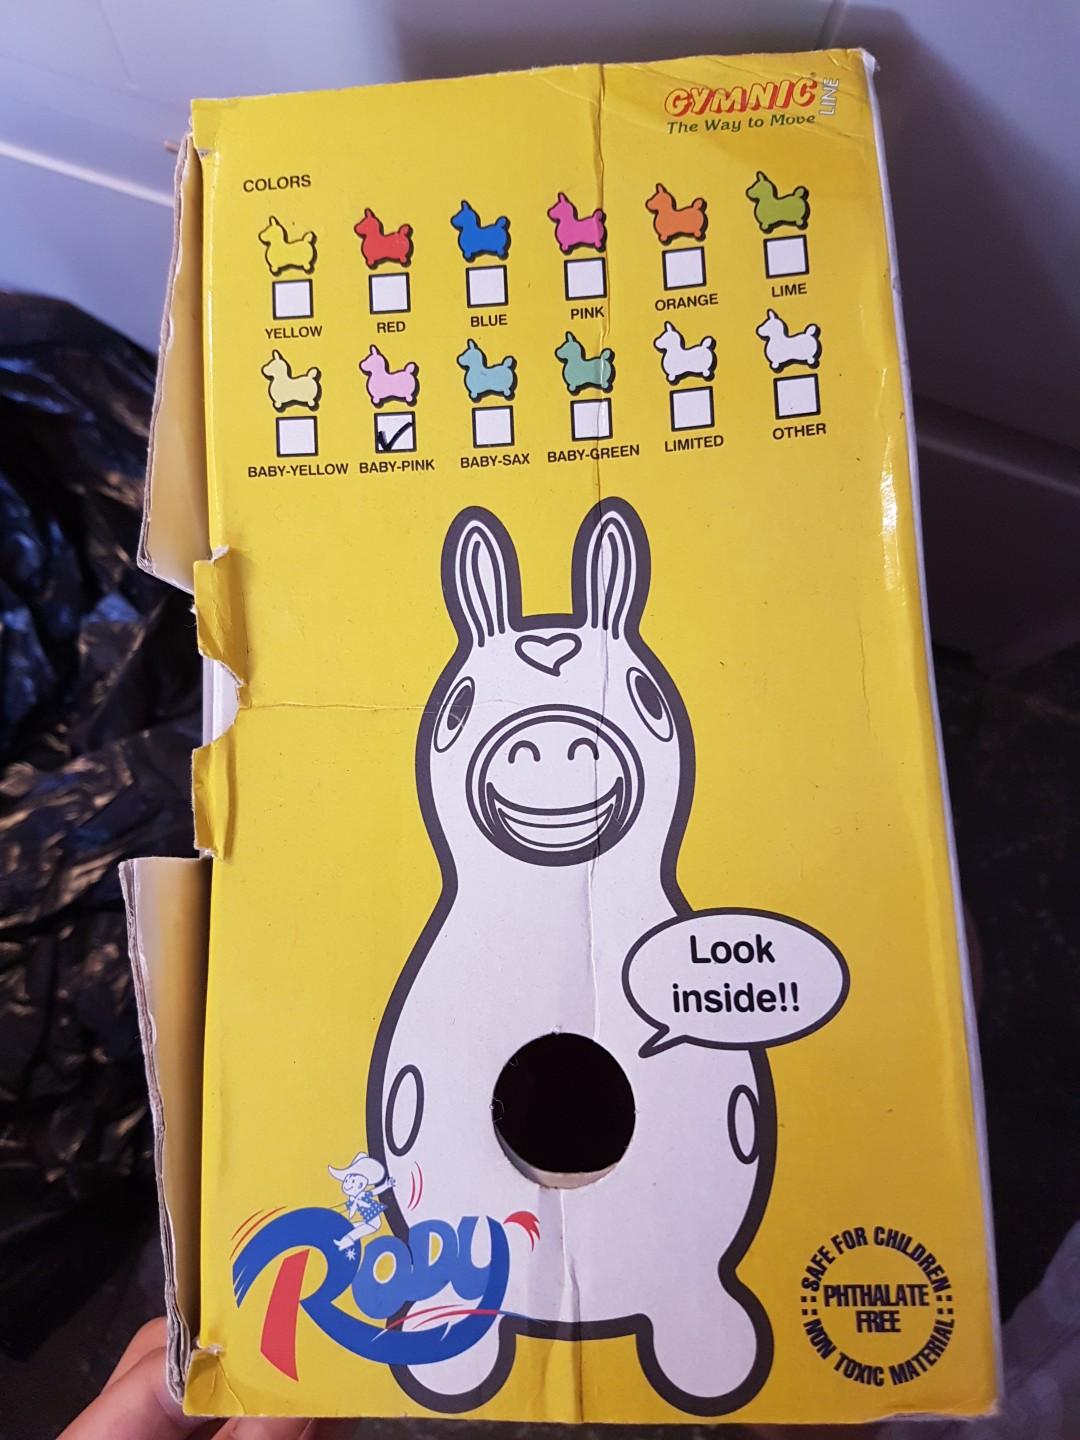 GYMNIC LINE
The Way to Move
COLORS
YELLOW RED BLUE PINK ORANGE LIME
BABY-YELLOW BABY-PINK BABY-SAX BABY-GREEN LIMITED OTHER
Look
inside!!
RODY
SAFE FOR CHILDREN
PHTHALATE
FREE
NON TOXIC MATERIAL